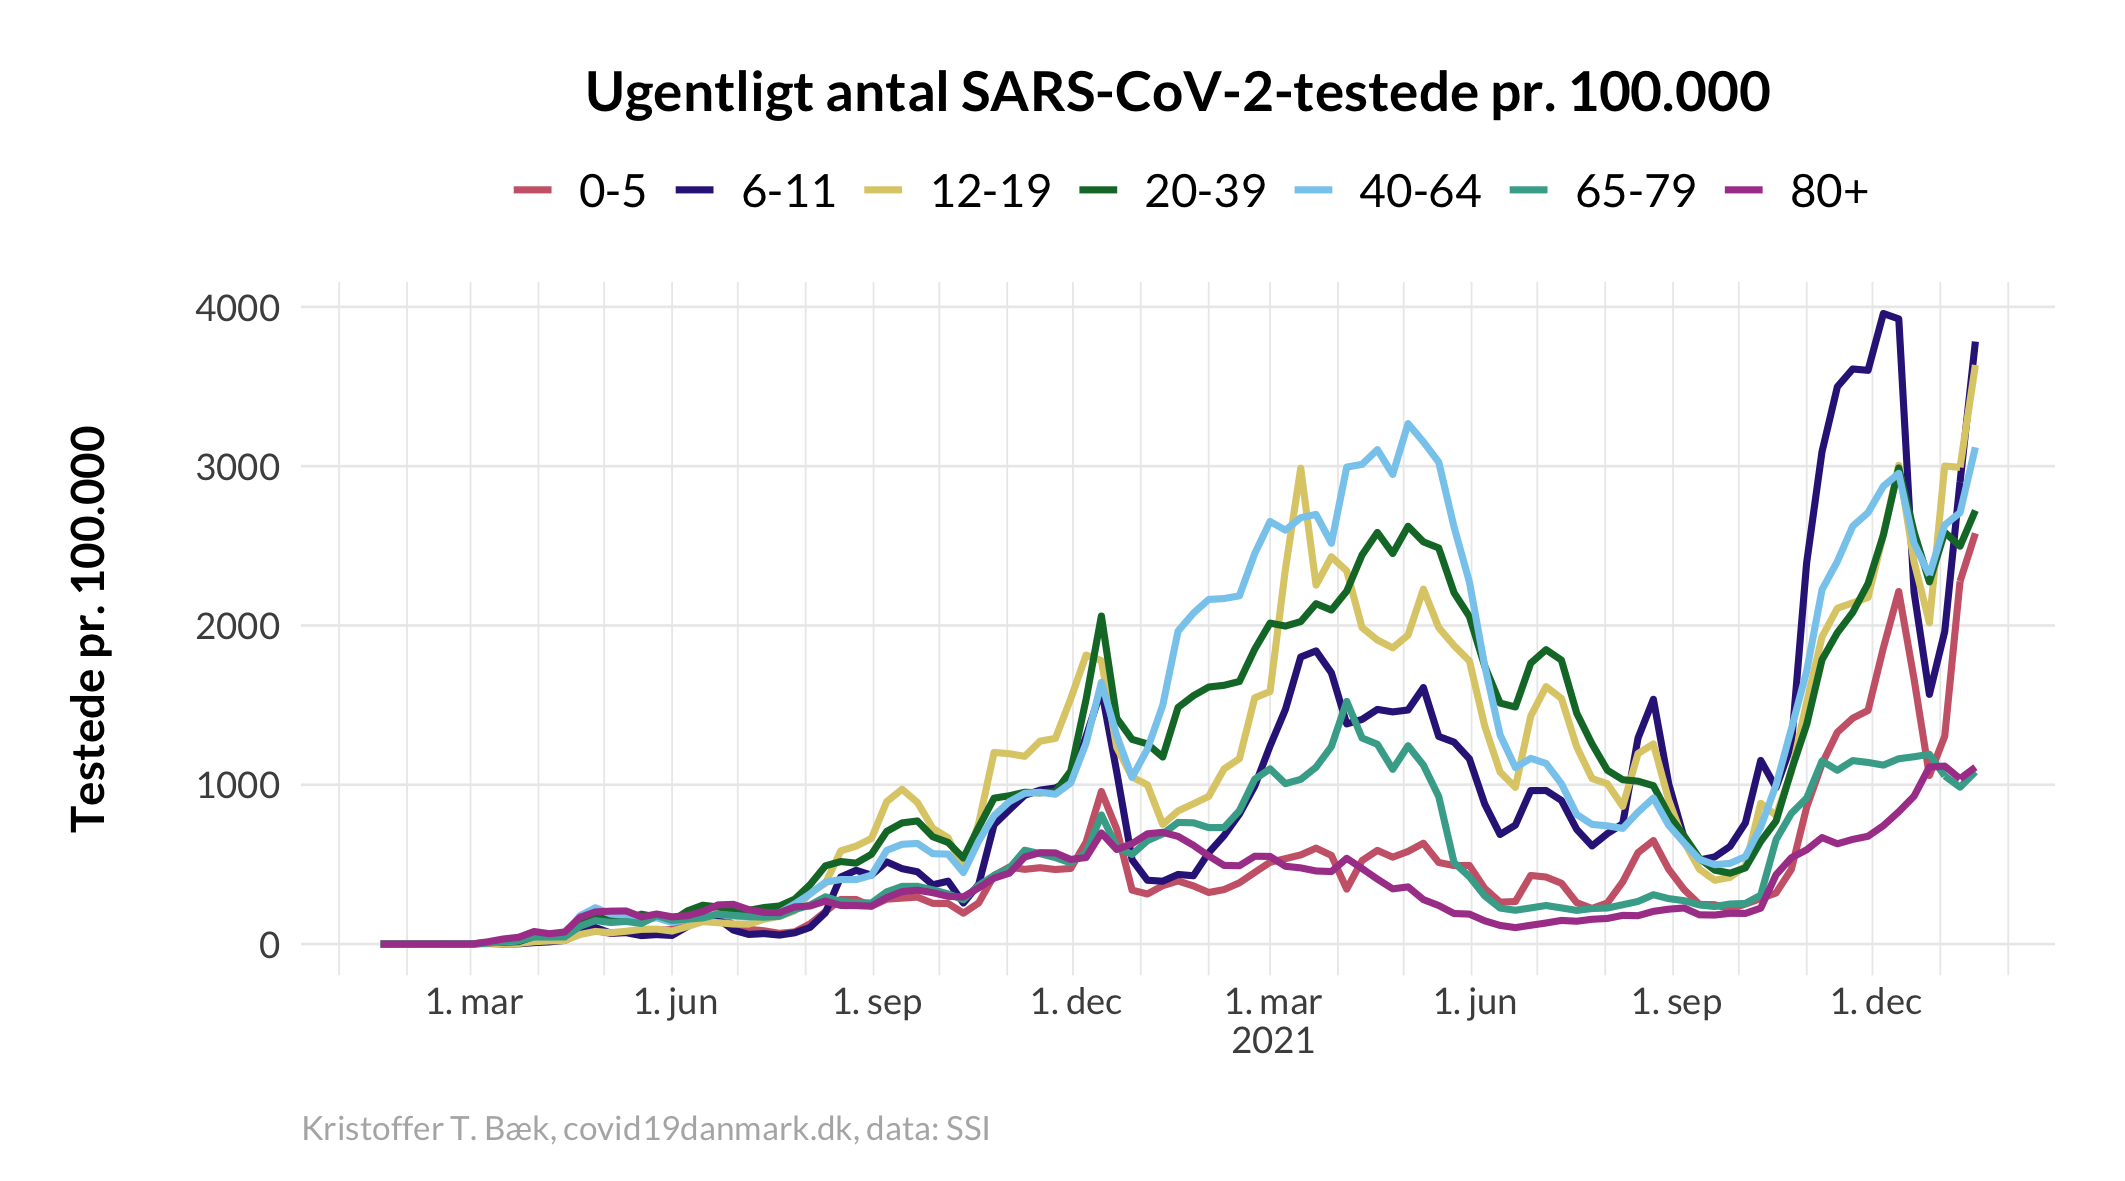 Ugentligt antal SARS-CoV-2-testede pr. 100.000
0-5 6-11 12-19 20-39 40-64 65-79 80+
Testede pr. 100.000
4000
3000
2000
1000
0
1. mar 1. jun 1. sep 1. dec 1. mar 1. jun 1. sep 1. dec
2021
Kristoffer T. Bæk, covid19danmark.dk, data: SSI